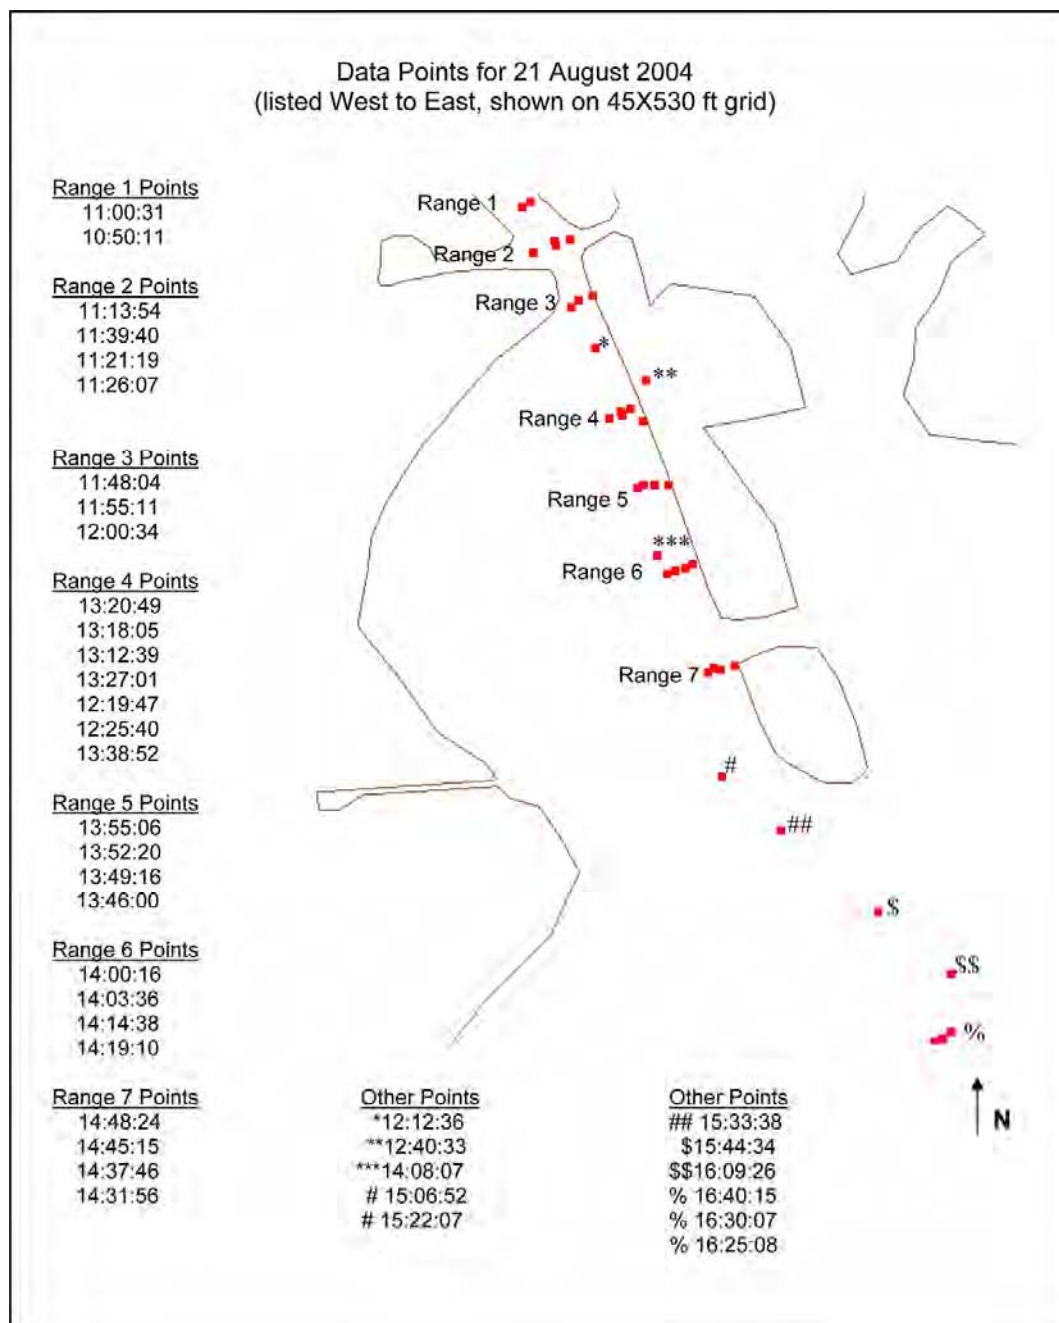 Data Points for 21 August 2004
(listed West to East, shown on 45X530 ft grid)
Range 1 Points
11:00:31
10:50:11
Range 2 Points
11:13:54
11:39:40
11:21:19
11:26:07
Range 3 Points
11:48:04
11:55:11
12:00:34
Range 4 Points
13:20:49
13:18:05
13:12:39
13:27:01
12:19:47
12:25:40
13:38:52
Range 5 Points
13:55:06
13:52:20
13:49:16
13:46:00
Range 6 Points
14:00:16
14:03:36
14:14:38
14:19:10
Range 7 Points
14:48:24
14:45:15
14:37:46
14:31:56
Range 1
Range 2
Range 3
*
**
Range 4
Range 5
***
Range 6
Range 7
#
##
$
$$
%
N
Other Points
*12:12:36
**12:40:33
***14:08:07
# 15:06:52
# 15:22:07
Other Points
## 15:33:38
$15:44:34
$$16:09:26
% 16:40:15
% 16:30:07
% 16:25:08